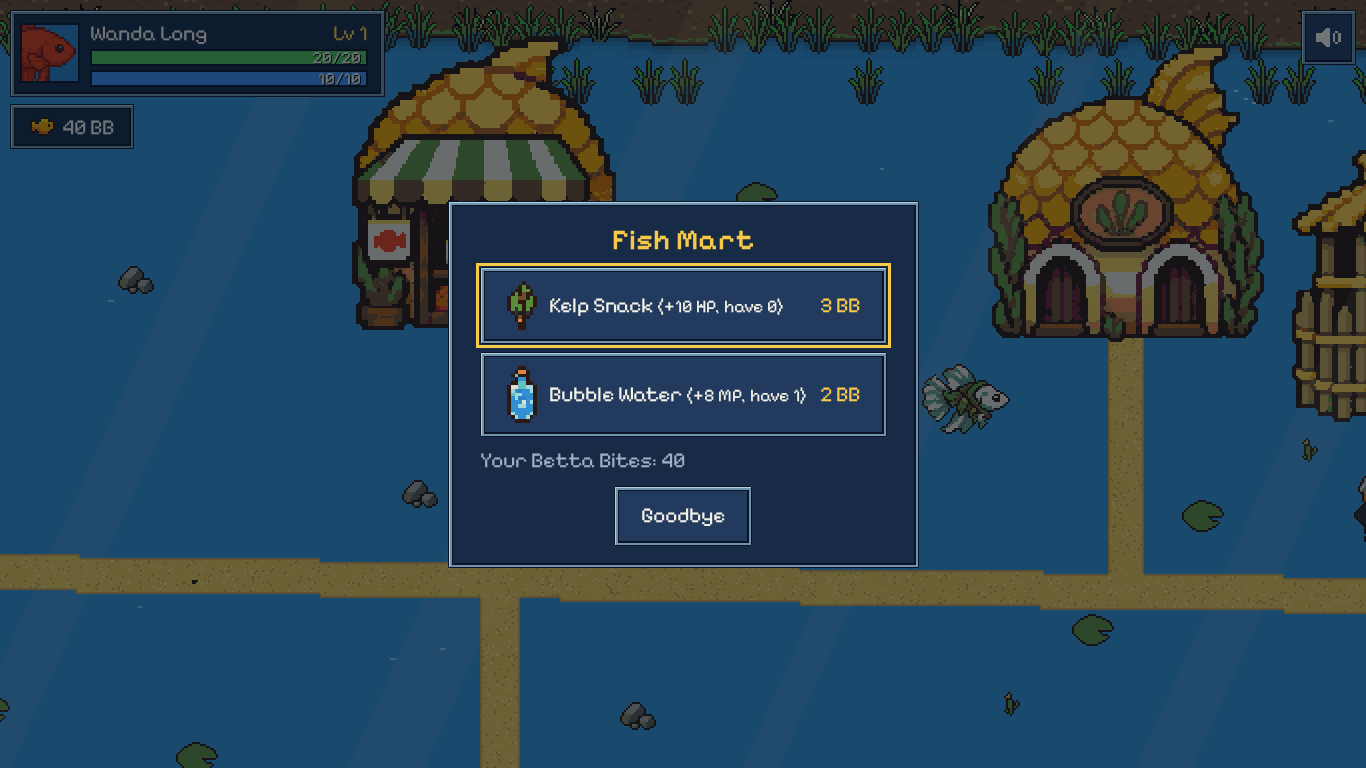 Wanda Long Lv 1
20/20
10/10
40 BB
Fish Mart
Kelp Snack (+10 HP, have 0) 3 BB
Bubble Water (+8 MP, have 1) 2 BB
Your Betta Bites: 40
Goodbye